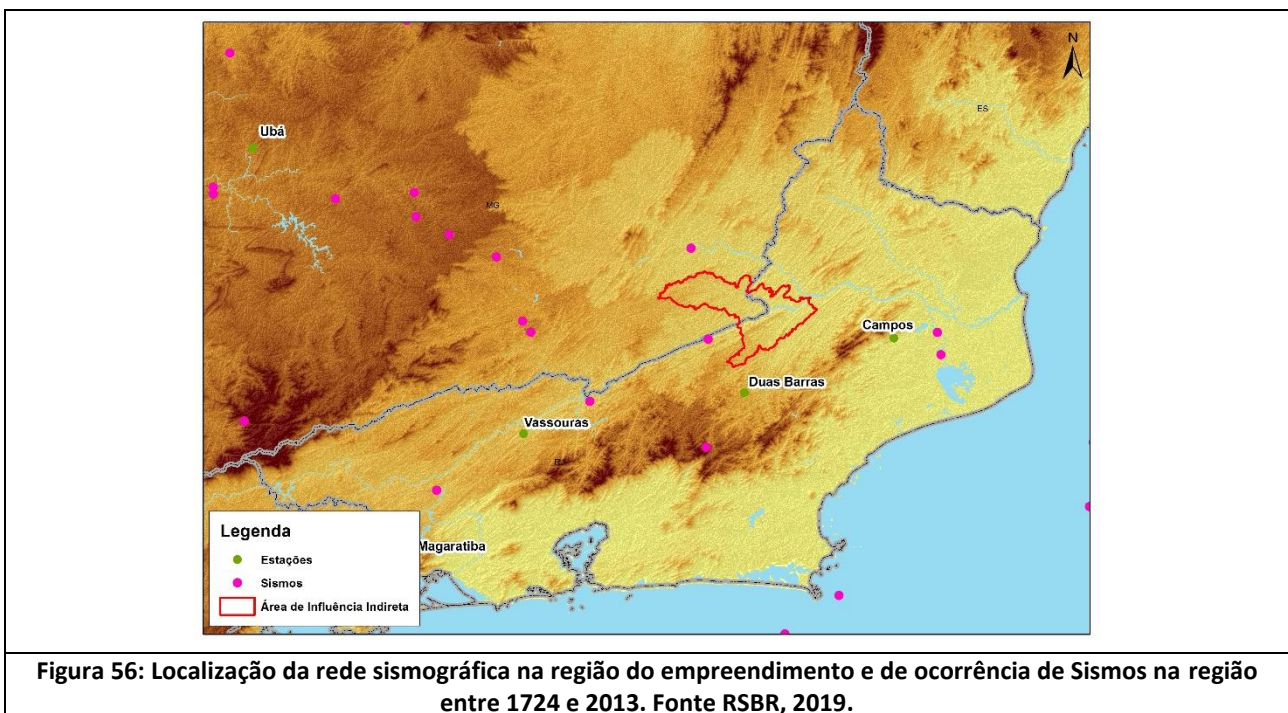 N
ES
Ubá
MG
Campos
Duas Barras
Vassouras
RJ
Legenda
Magaratiba
Estações
Sismos
Área de Influência Indireta
Figura 56: Localização da rede sismográfica na região do empreendimento e de ocorrência de Sismos na região
entre 1724 e 2013. Fonte RSBR, 2019.